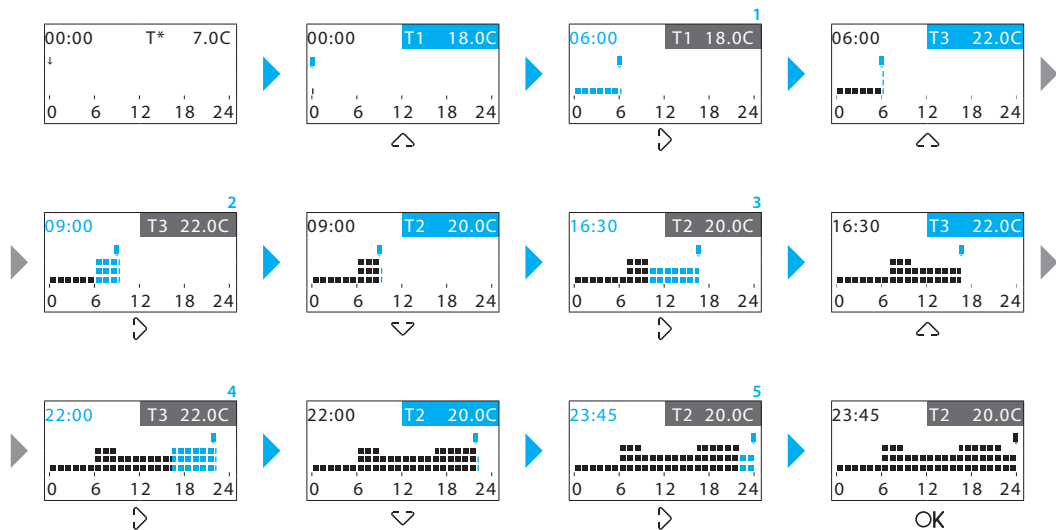 1
00:00 T* 7.0C
00:00 T1 18.0C
06:00 T1 18.0C
06:00 T3 22.0C
0 6 12 18 24
0 6 12 18 24
0 6 12 18 24
0 6 12 18 24
2
3
09:00 T3 22.0C
09:00 T2 20.0C
16:30 T2 20.0C
16:30 T3 22.0C
0 6 12 18 24
0 6 12 18 24
0 6 12 18 24
0 6 12 18 24
4
5
22:00 T3 22.0C
22:00 T2 20.0C
23:45 T2 20.0C
23:45 T2 20.0C
0 6 12 18 24
0 6 12 18 24
0 6 12 18 24
0 6 12 18 24
OK